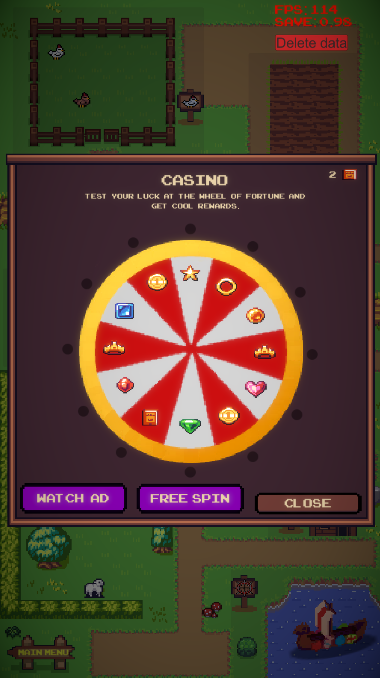 FPS 114
SAVE 0.95
Delete data
CASINO
2
TEST YOUR LUCK AT THE WHEEL OF FORTUNE AND
GET COOL REWARDS.
WATCH AD
FREE SPIN
CLOSE
MAIN MENU